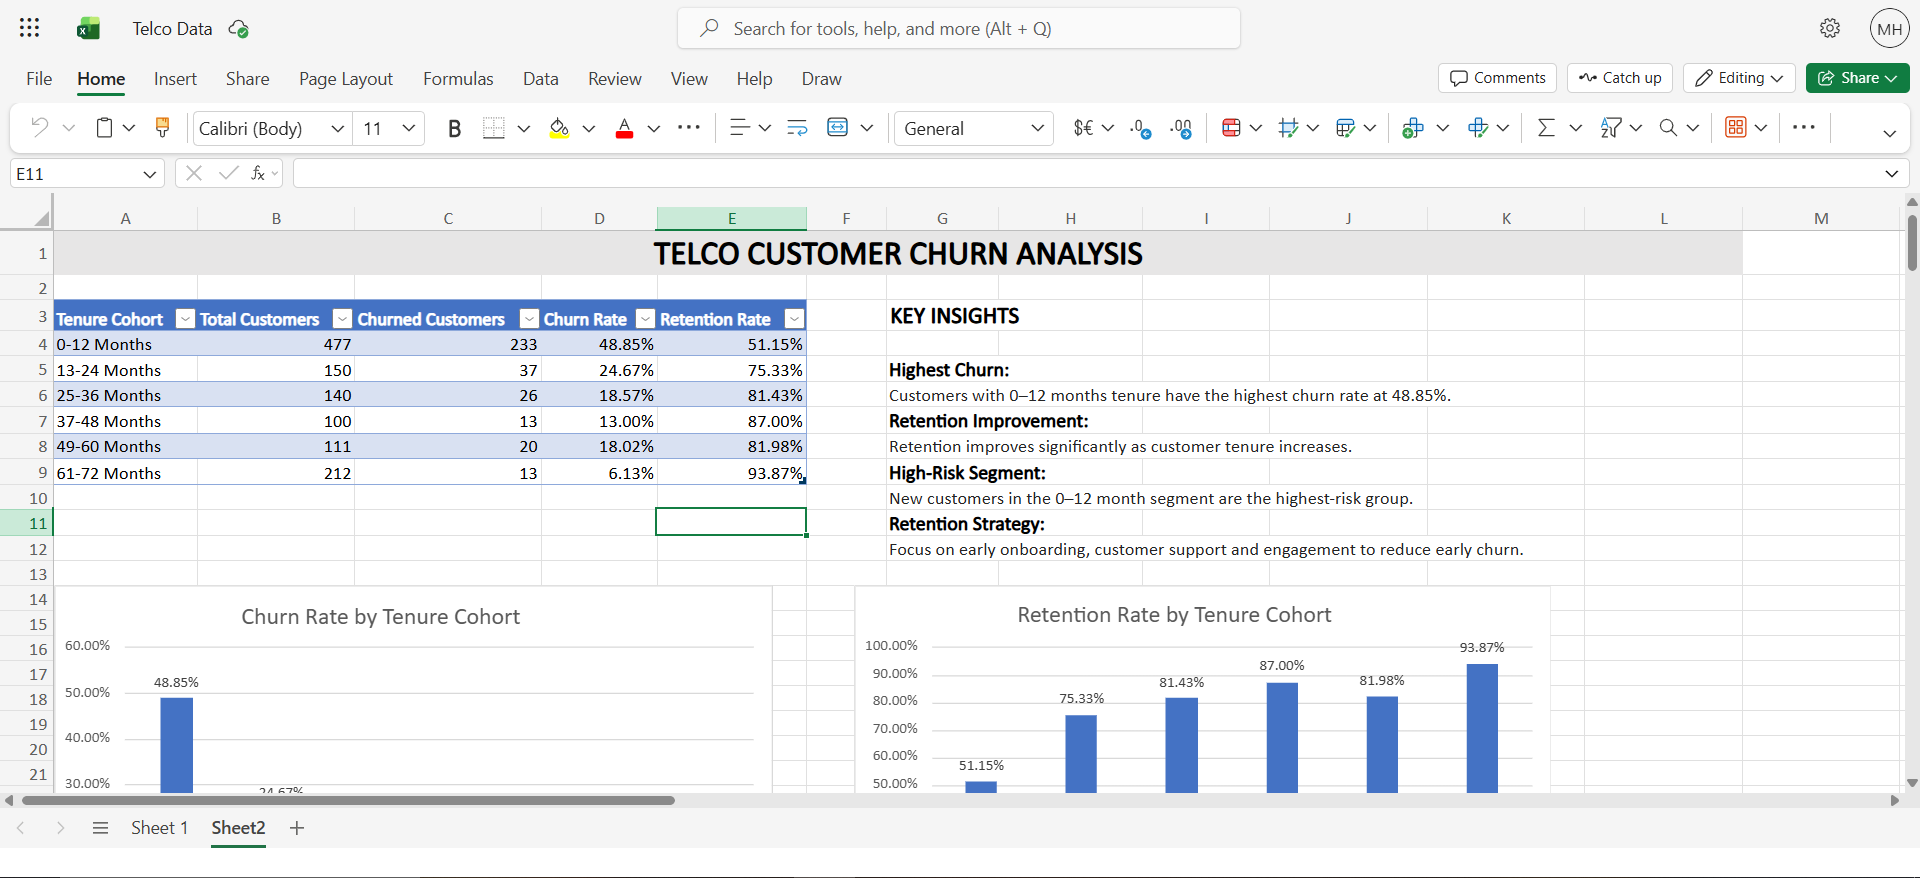 Telco Data
Search for tools, help, and more (Alt + Q)
MH
File Home Insert Share Page Layout Formulas Data Review View Help Draw
Comments Catch up Editing Share
Calibri (Body) 11 B A General $€ .0 .00
E11 fx
A B C D E F G H I J K L M
1 TELCO CUSTOMER CHURN ANALYSIS
2
3 Tenure Cohort Total Customers Churned Customers Churn Rate Retention Rate KEY INSIGHTS
4 0-12 Months 477 233 48.85% 51.15%
5 13-24 Months 150 37 24.67% 75.33% Highest Churn:
6 25-36 Months 140 26 18.57% 81.43% Customers with 0–12 months tenure have the highest churn rate at 48.85%.
7 37-48 Months 100 13 13.00% 87.00% Retention Improvement:
8 49-60 Months 111 20 18.02% 81.98% Retention improves significantly as customer tenure increases.
9 61-72 Months 212 13 6.13% 93.87% High-Risk Segment:
10 New customers in the 0–12 month segment are the highest-risk group.
11 Retention Strategy:
12 Focus on early onboarding, customer support and engagement to reduce early churn.
13
14
15
16
17
18
19
20
21
Churn Rate by Tenure Cohort
60.00%
50.00%
40.00%
30.00%
48.85%
24.67%
Retention Rate by Tenure Cohort
100.00%
90.00%
80.00%
70.00%
60.00%
50.00%
51.15%
75.33%
81.43%
87.00%
81.98%
93.87%
Sheet 1 Sheet2